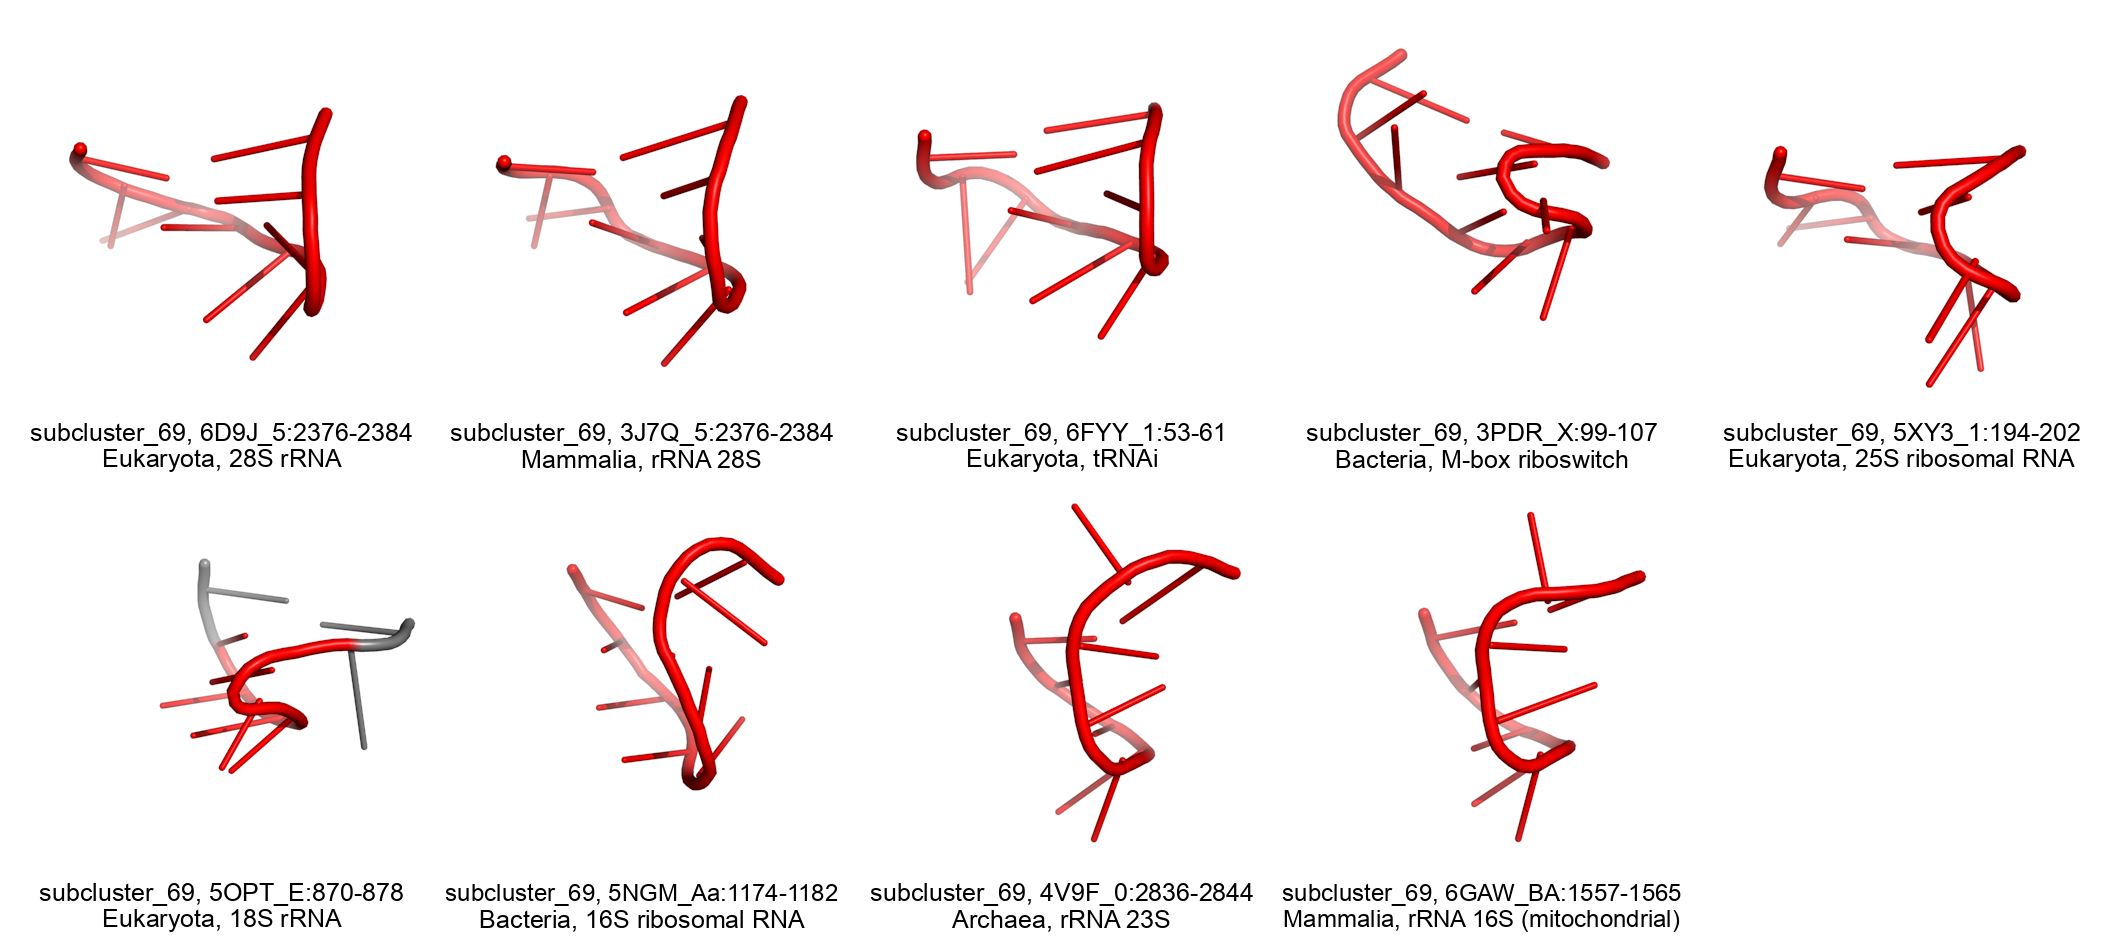 subcluster_69, 6D9J_5:2376-2384
Eukaryota, 28S rRNA
subcluster_69, 3J7Q_5:2376-2384
Mammalia, rRNA 28S
subcluster_69, 6FYY_1:53-61
Eukaryota, tRNAi
subcluster_69, 3PDR_X:99-107
Bacteria, M-box riboswitch
subcluster_69, 5XY3_1:194-202
Eukaryota, 25S ribosomal RNA
subcluster_69, 5OPT_E:870-878
Eukaryota, 18S rRNA
subcluster_69, 5NGM_Aa:1174-1182
Bacteria, 16S ribosomal RNA
subcluster_69, 4V9F_0:2836-2844
Archaea, rRNA 23S
subcluster_69, 6GAW_BA:1557-1565
Mammalia, rRNA 16S (mitochondrial)